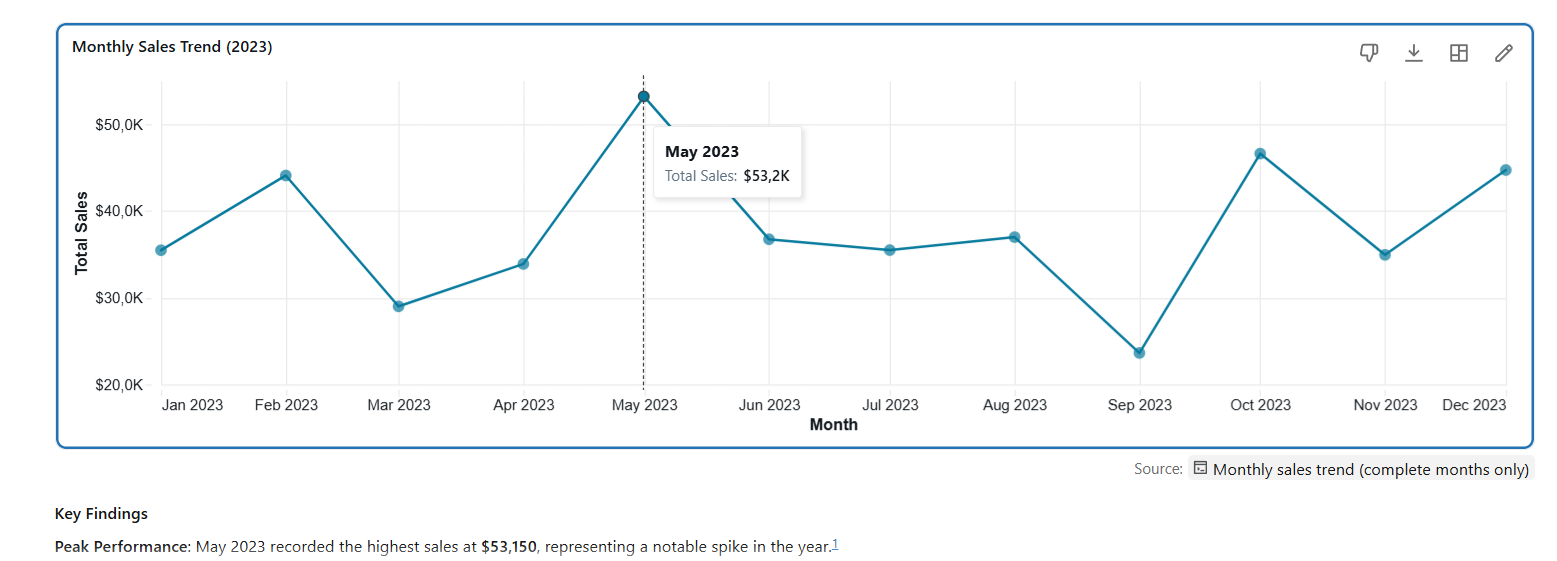 Monthly Sales Trend (2023)
$50,0K
$40,0K
$30,0K
$20,0K
Total Sales
May 2023
Total Sales: $53,2K
Jan 2023 Feb 2023 Mar 2023 Apr 2023 May 2023 Jun 2023 Jul 2023 Aug 2023 Sep 2023 Oct 2023 Nov 2023 Dec 2023
Month
Source: Monthly sales trend (complete months only)
Key Findings
Peak Performance: May 2023 recorded the highest sales at $53,150, representing a notable spike in the year.1